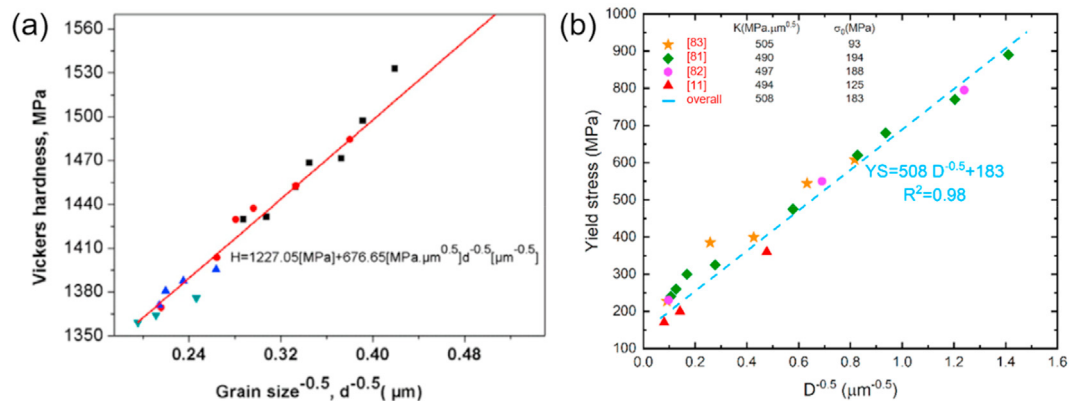 (a)
1560
1530
1500
1470
1440
1410
1380
1350
Vickers hardness, MPa
H=1227.05[MPa]+676.65[MPa.μm^0.5]d^-0.5[μm^-0.5]
0.24 0.32 0.40 0.48
Grain size^-0.5, d^-0.5( μm)
(b)
1000
900
800
700
600
500
400
300
200
100
Yield stress (MPa)
K(MPa.μm^0.5) σ0(MPa)
[83] 505 93
[81] 490 194
[82] 497 188
[11] 494 125
overall 508 183
YS=508 D^-0.5+183
R^2=0.98
0.0 0.2 0.4 0.6 0.8 1.0 1.2 1.4 1.6
D^-0.5 (μm^-0.5)